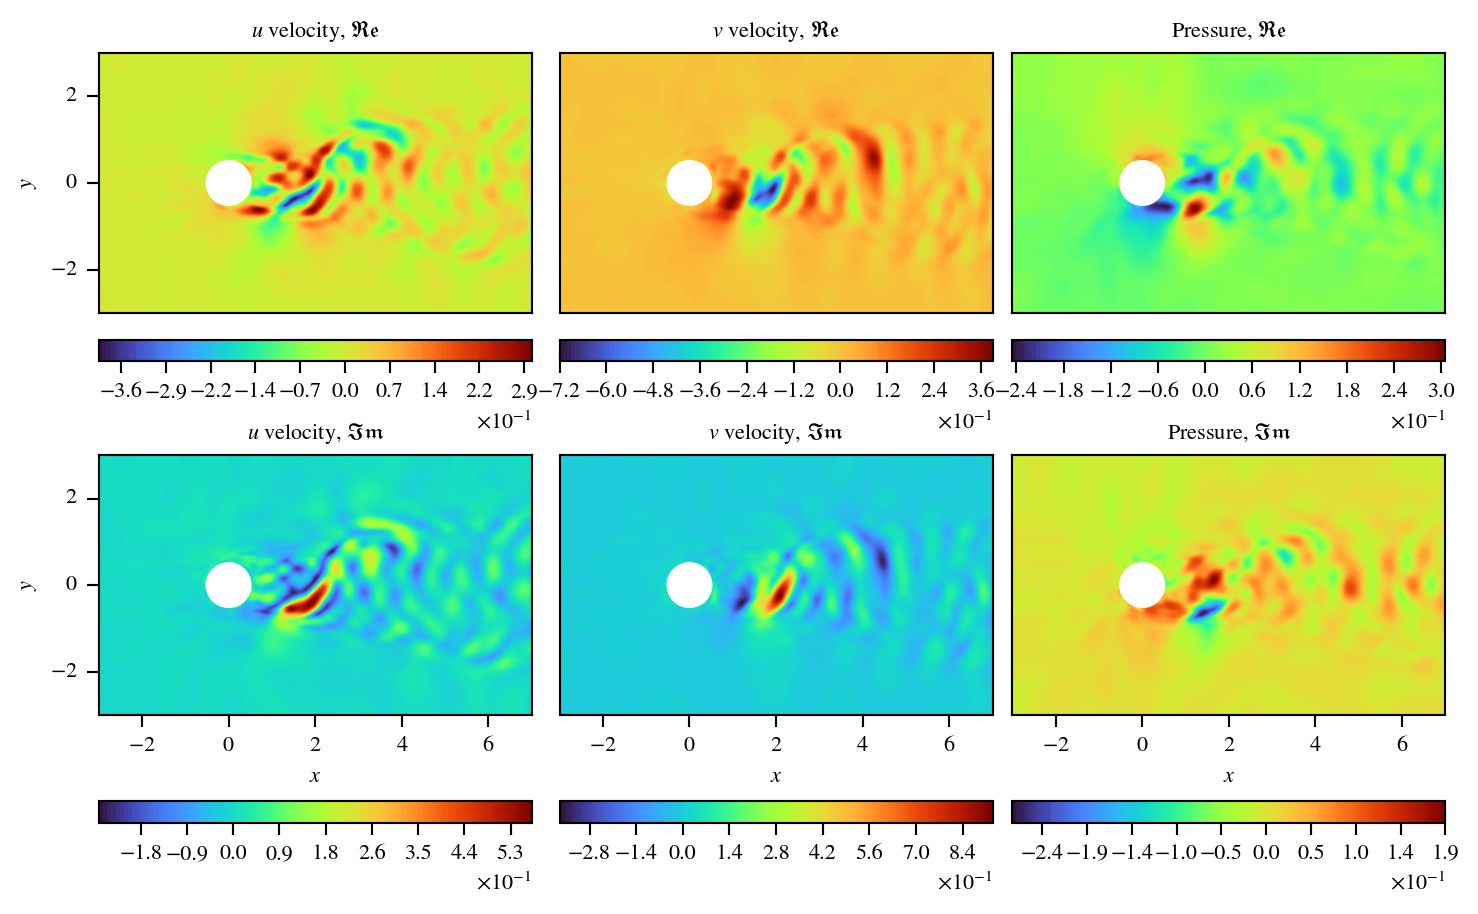 u velocity, ℜ𝔢 v velocity, ℜ𝔢 Pressure, ℜ𝔢
y
2
0
−2
−3.6 −2.9 −2.2 −1.4 −0.7 0.0 0.7 1.4 2.2 2.9 −7.2 −6.0 −4.8 −3.6 −2.4 −1.2 0.0 1.2 2.4 3.6 −2.4 −1.8 −1.2 −0.6 0.0 0.6 1.2 1.8 2.4 3.0
×10⁻¹ ×10⁻¹ ×10⁻¹
u velocity, ℑ𝔪 v velocity, ℑ𝔪 Pressure, ℑ𝔪
y
2
0
−2
−2 0 2 4 6 −2 0 2 4 6 −2 0 2 4 6
x x x
−1.8 −0.9 0.0 0.9 1.8 2.6 3.5 4.4 5.3 −2.8 −1.4 0.0 1.4 2.8 4.2 5.6 7.0 8.4 −2.4 −1.9 −1.4 −1.0 −0.5 0.0 0.5 1.0 1.4 1.9
×10⁻¹ ×10⁻¹ ×10⁻¹